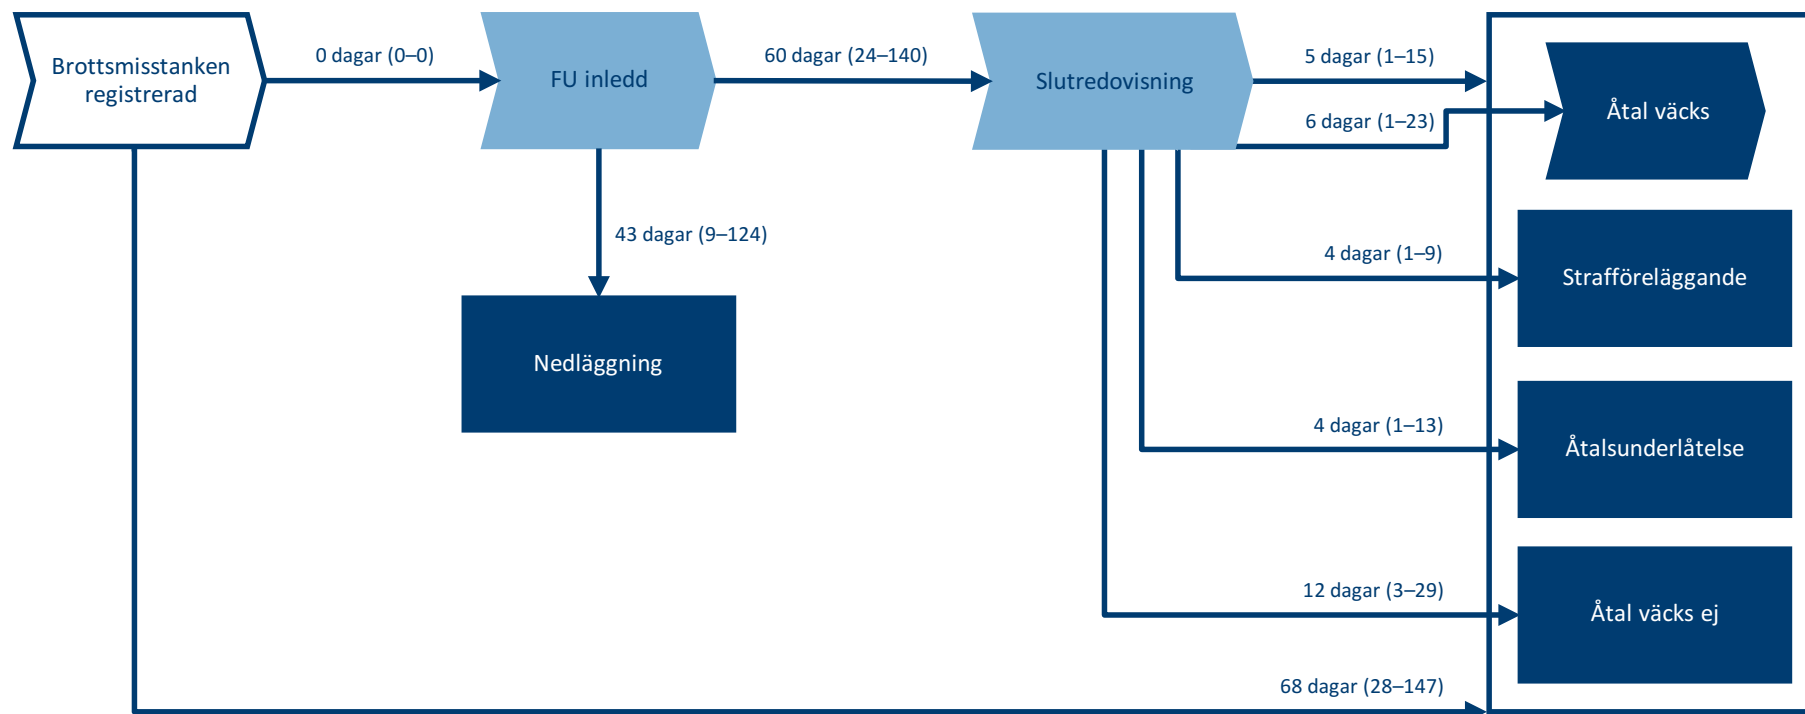 Brottsmisstanken
registrerad
0 dagar (0–0)
FU inledd
60 dagar (24–140)
Slutredovisning
5 dagar (1–15)
6 dagar (1–23)
Åtal väcks
43 dagar (9–124)
Nedläggning
4 dagar (1–9)
Strafföreläggande
4 dagar (1–13)
Åtalsunderlåtelse
12 dagar (3–29)
Åtal väcks ej
68 dagar (28–147)